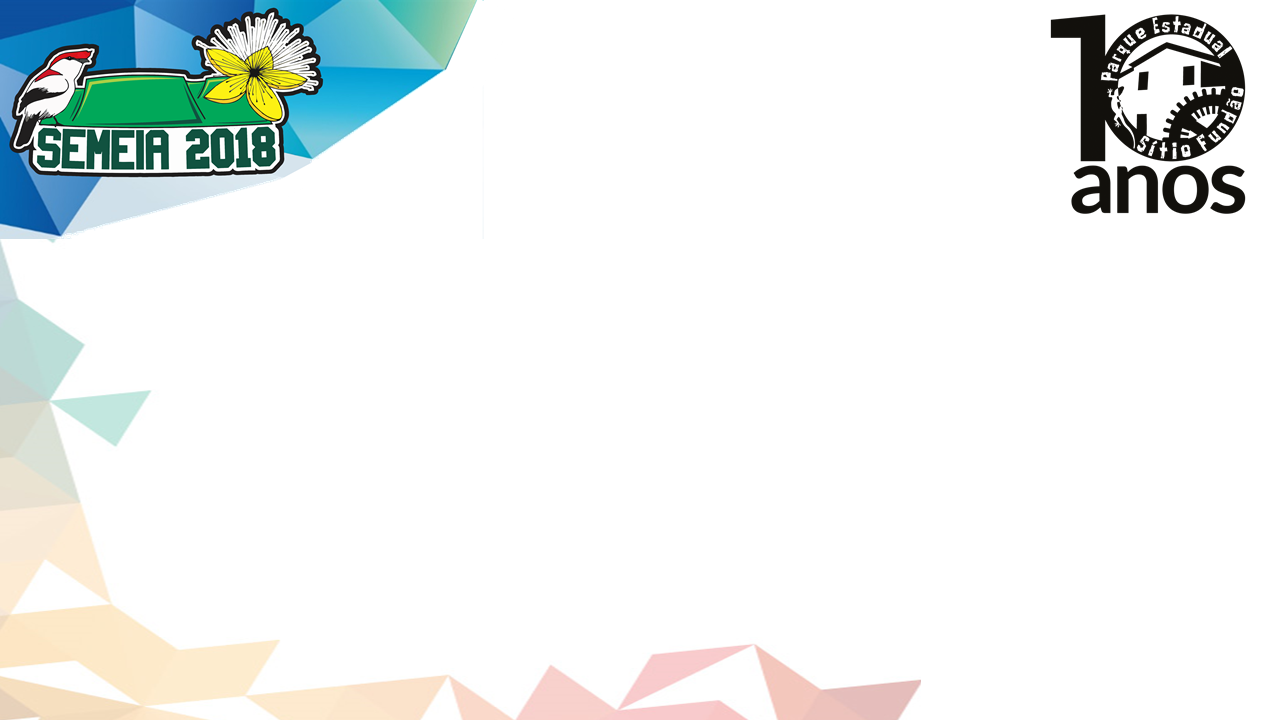 SEMEIA 2018
10
Parque Estadual
Sítio Fundão
anos